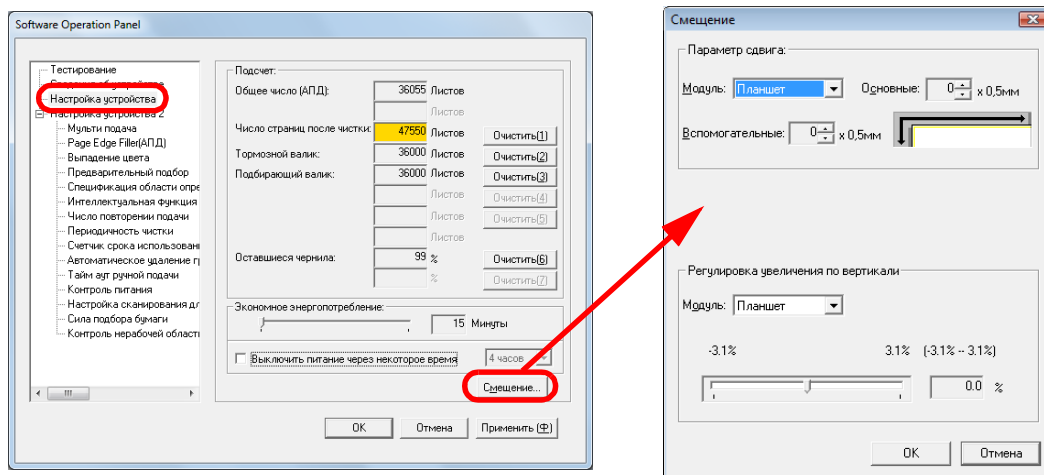 Software Operation Panel
Тестирование
Настройка устройства
Настройка устройства 2
Мульти подача
Page Edge Filler(АПД)
Выпадение цвета
Предварительный подбор
Спецификация области опре
Интеллектуальная функция
Число повторении подачи
Периодичность чистки
Счетчик срока использован
Автоматическое удаление г
Тайм аут ручной подачи
Контроль питания
Настройка сканирования дл
Сила подбора бумаги
Контроль нерабочей област
Подсчет:
Общее число (АПД): 36055 Листов
Листов
Число страниц после чистки: 47550 Листов Очистить(1)
Тормозной валик: 36000 Листов Очистить(2)
Подбирающий валик: 36000 Листов Очистить(3)
Листов Очистить(4)
Листов Очистить(5)
Листов
Оставшиеся чернила: 99 % Очистить(6)
% Очистить(7)
Экономное энергопотребление:
15 Минуты
Выключить питание через некоторое время 4 часов
Смещение...
OK Отмена Применить (Ф)
Смещение
Параметр сдвига:
Модуль: Планшет Основные: 0 x 0,5мм
Вспомогательные: 0 x 0,5мм
Регулировка увеличения по вертикали
Модуль: Планшет
-3.1% 3.1% (-3.1% -- 3.1%)
0.0 %
OK Отмена